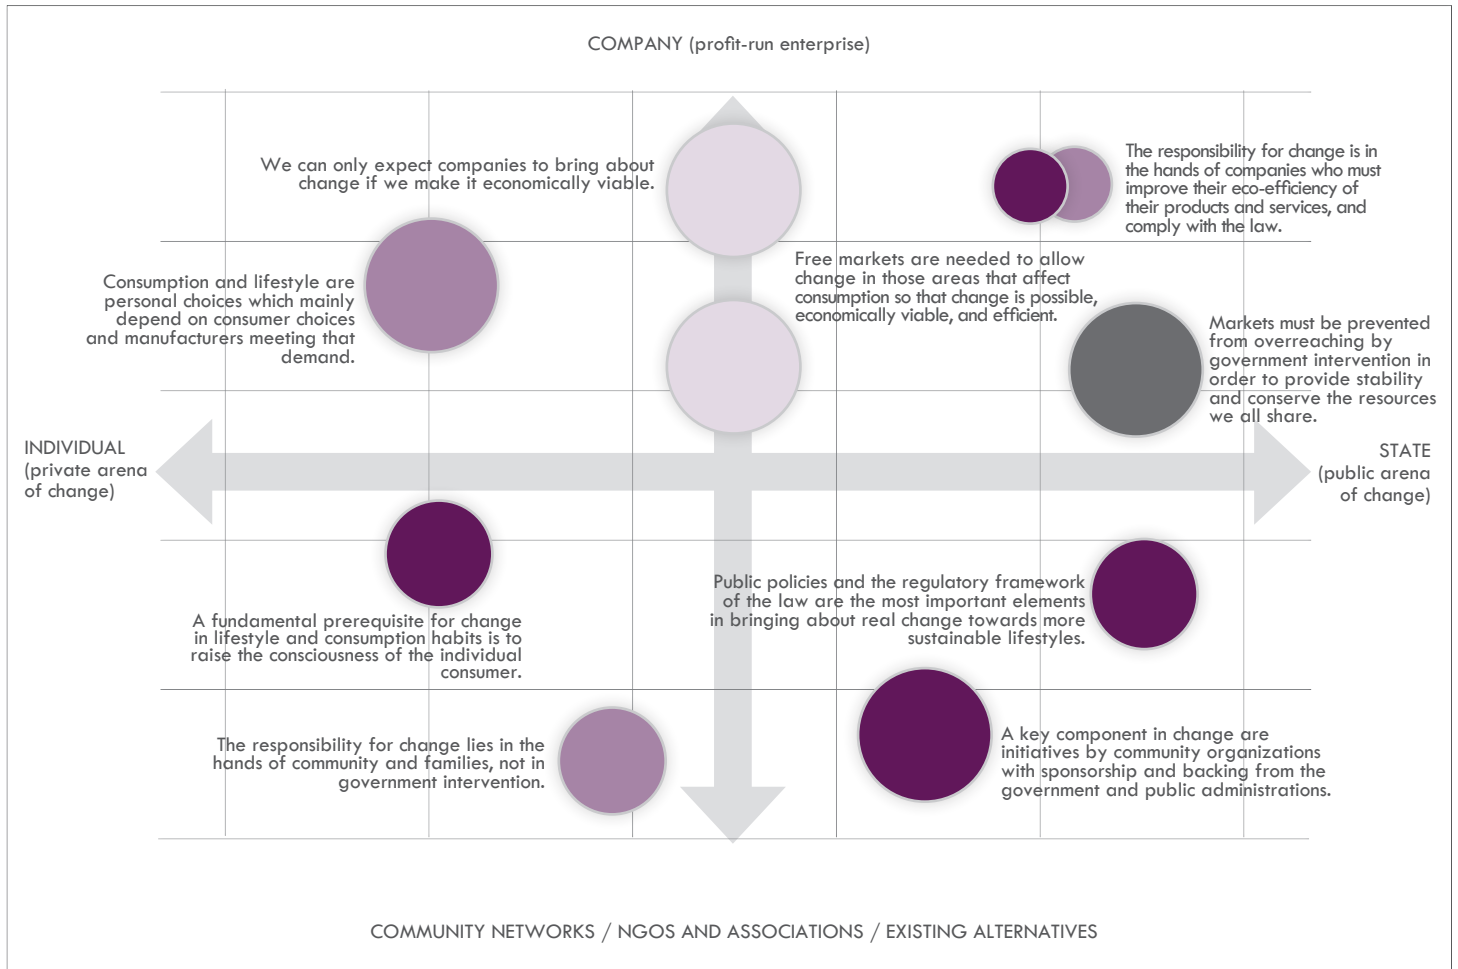 COMPANY (profit-run enterprise)
We can only expect companies to bring about
change if we make it economically viable.
The responsibility for change is in
the hands of companies who must
improve their eco-efficiency of
their products and services, and
comply with the law.
Consumption and lifestyle are
personal choices which mainly
depend on consumer choices
and manufacturers meeting that
demand.
Free markets are needed to allow
change in those areas that affect
consumption so that change is possible,
economically viable, and efficient.
Markets must be prevented
from overreaching by
government intervention in
order to provide stability
and conserve the resources
we all share.
INDIVIDUAL
(private arena
of change)
STATE
(public arena
of change)
A fundamental prerequisite for change
in lifestyle and consumption habits is to
raise the consciousness of the individual
consumer.
Public policies and the regulatory framework
of the law are the most important elements
in bringing about real change towards more
sustainable lifestyles.
The responsibility for change lies in the
hands of community and families, not in
government intervention.
A key component in change are
initiatives by community organizations
with sponsorship and backing from the
government and public administrations.
COMMUNITY NETWORKS / NGOS AND ASSOCIATIONS / EXISTING ALTERNATIVES